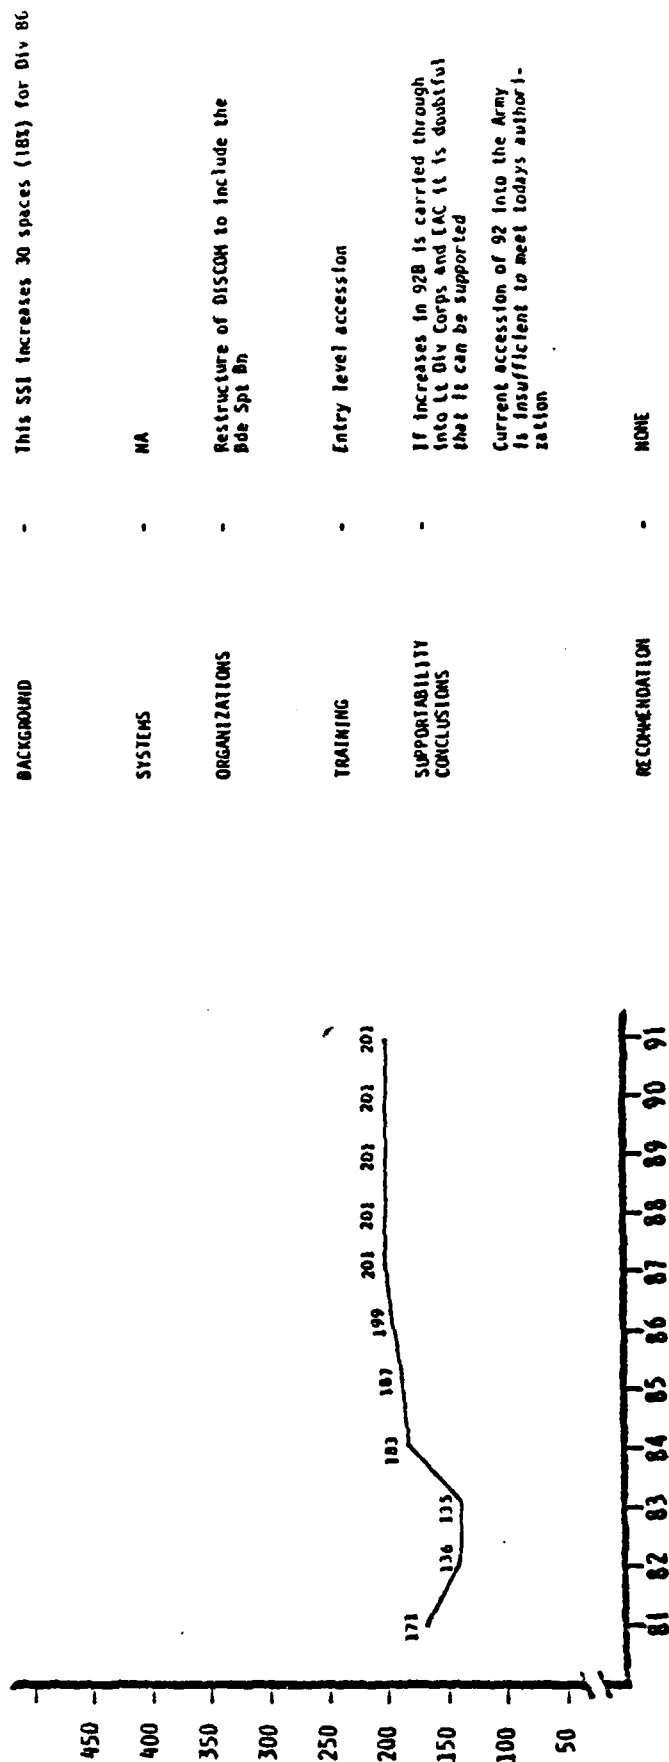 450
400
350
300
250
200
150
100
50
171
136
135
183
187
199
201
201
201
201
201
81
82
83
84
85
86
87
88
89
90
91
BACKGROUND - This SSI increases 30 spaces (18%) for Div 86
SYSTEMS - NA
ORGANIZATIONS - Restructure of DISCOM to include the
Bde Spt Bn
TRAINING - Entry level accession
SUPPORTABILITY - If increases in 92B is carried through
CONCLUSIONS into Lt Div Corps and EAC it is doubtful
that it can be supported
Current accession of 92 into the Army
is insufficient to meet todays authori-
zation
RECOMMENDATION - NONE